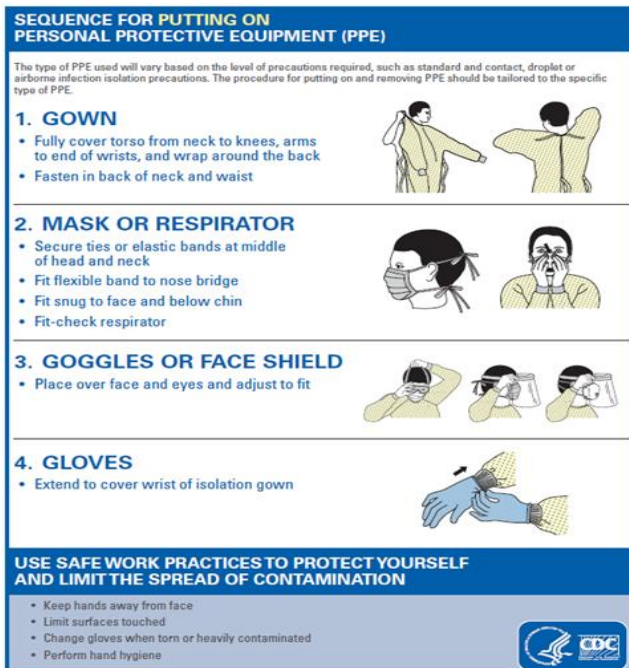 SEQUENCE FOR PUTTING ON
PERSONAL PROTECTIVE EQUIPMENT (PPE)
The type of PPE used will vary based on the level of precautions required, such as standard and contact, droplet or
airborne infection isolation precautions. The procedure for putting on and removing PPE should be tailored to the specific
type of PPE.
1. GOWN
• Fully cover torso from neck to knees, arms
to end of wrists, and wrap around the back
• Fasten in back of neck and waist
2. MASK OR RESPIRATOR
• Secure ties or elastic bands at middle
of head and neck
• Fit flexible band to nose bridge
• Fit snug to face and below chin
• Fit-check respirator
3. GOGGLES OR FACE SHIELD
• Place over face and eyes and adjust to fit
4. GLOVES
• Extend to cover wrist of isolation gown
USE SAFE WORK PRACTICES TO PROTECT YOURSELF
AND LIMIT THE SPREAD OF CONTAMINATION
• Keep hands away from face
• Limit surfaces touched
• Change gloves when torn or heavily contaminated
• Perform hand hygiene
CDC